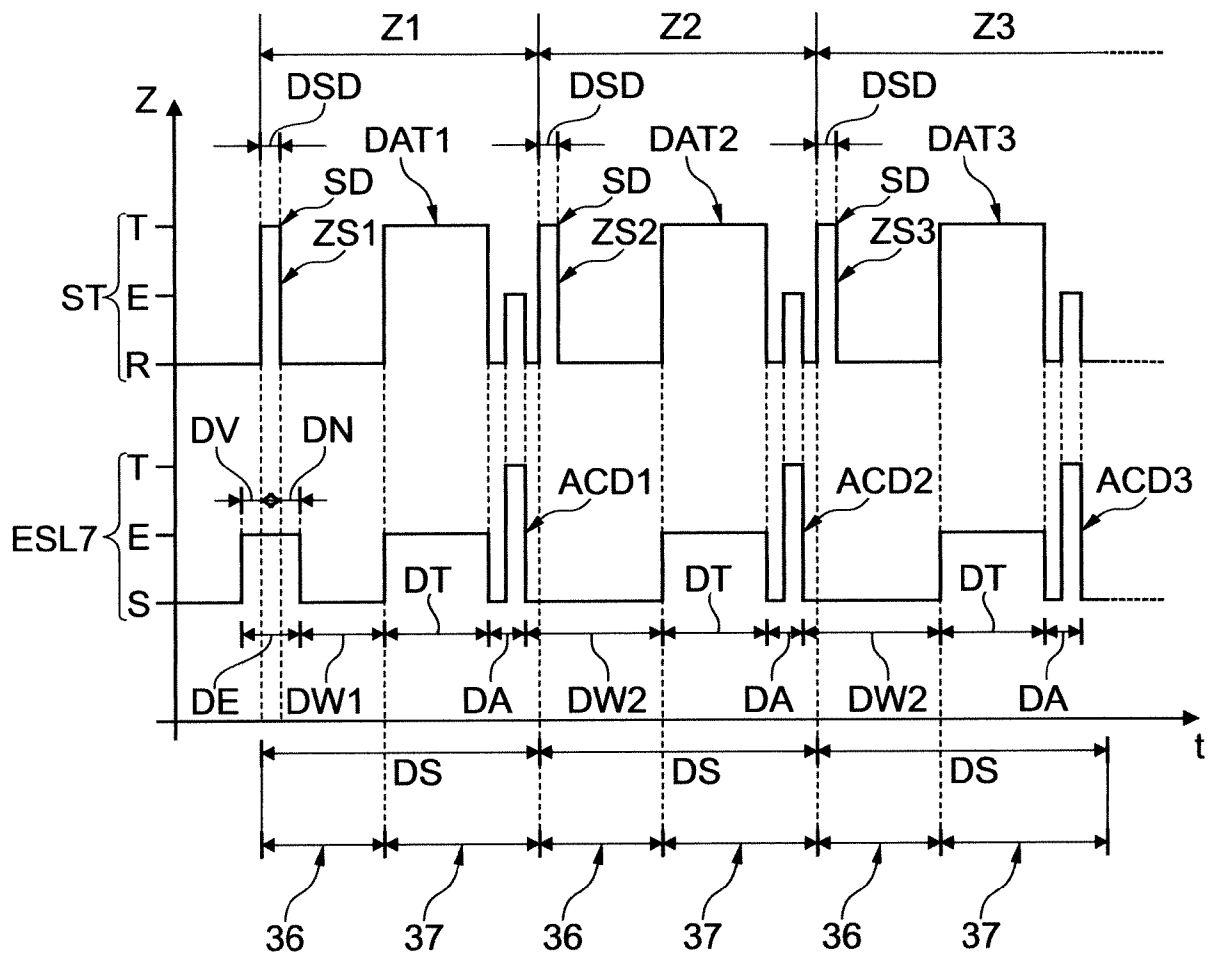 Z1 Z2 Z3
DSD DSD DSD
Z
DAT1 DAT2 DAT3
SD SD SD
T
ZS1 ZS2 ZS3
ST E
R
DV DN
T
ACD1 ACD2 ACD3
ESL7 E
DT DT DT
S
DE DW1 DA DW2 DA DW2 DA
t
DS DS DS
36 37 36 37 36 37